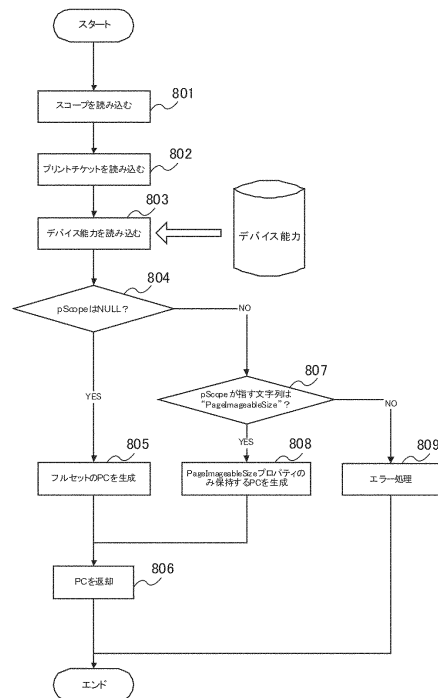 スタート
801
スコープを読み込む
802
プリントチケットを読み込む
803
デバイス能力を読み込む
デバイス能力
804
pScopeはNULL？
NO
YES
807
pScopeが指す文字列は
"PageImageableSize"？
NO
YES
805
フルセットのPCを生成
808
PageImageableSizeプロパティの
み保持するPCを生成
809
エラー処理
806
PCを返却
エンド